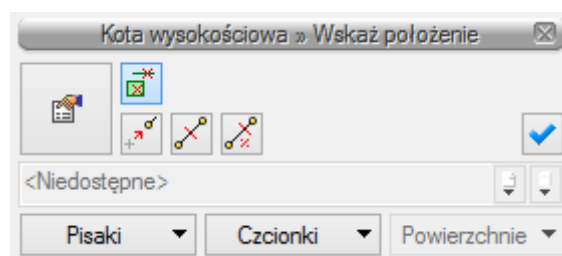 Kota wysokościowa » Wskaż położenie
<Niedostępne>
Pisaki Czcionki Powierzchnie